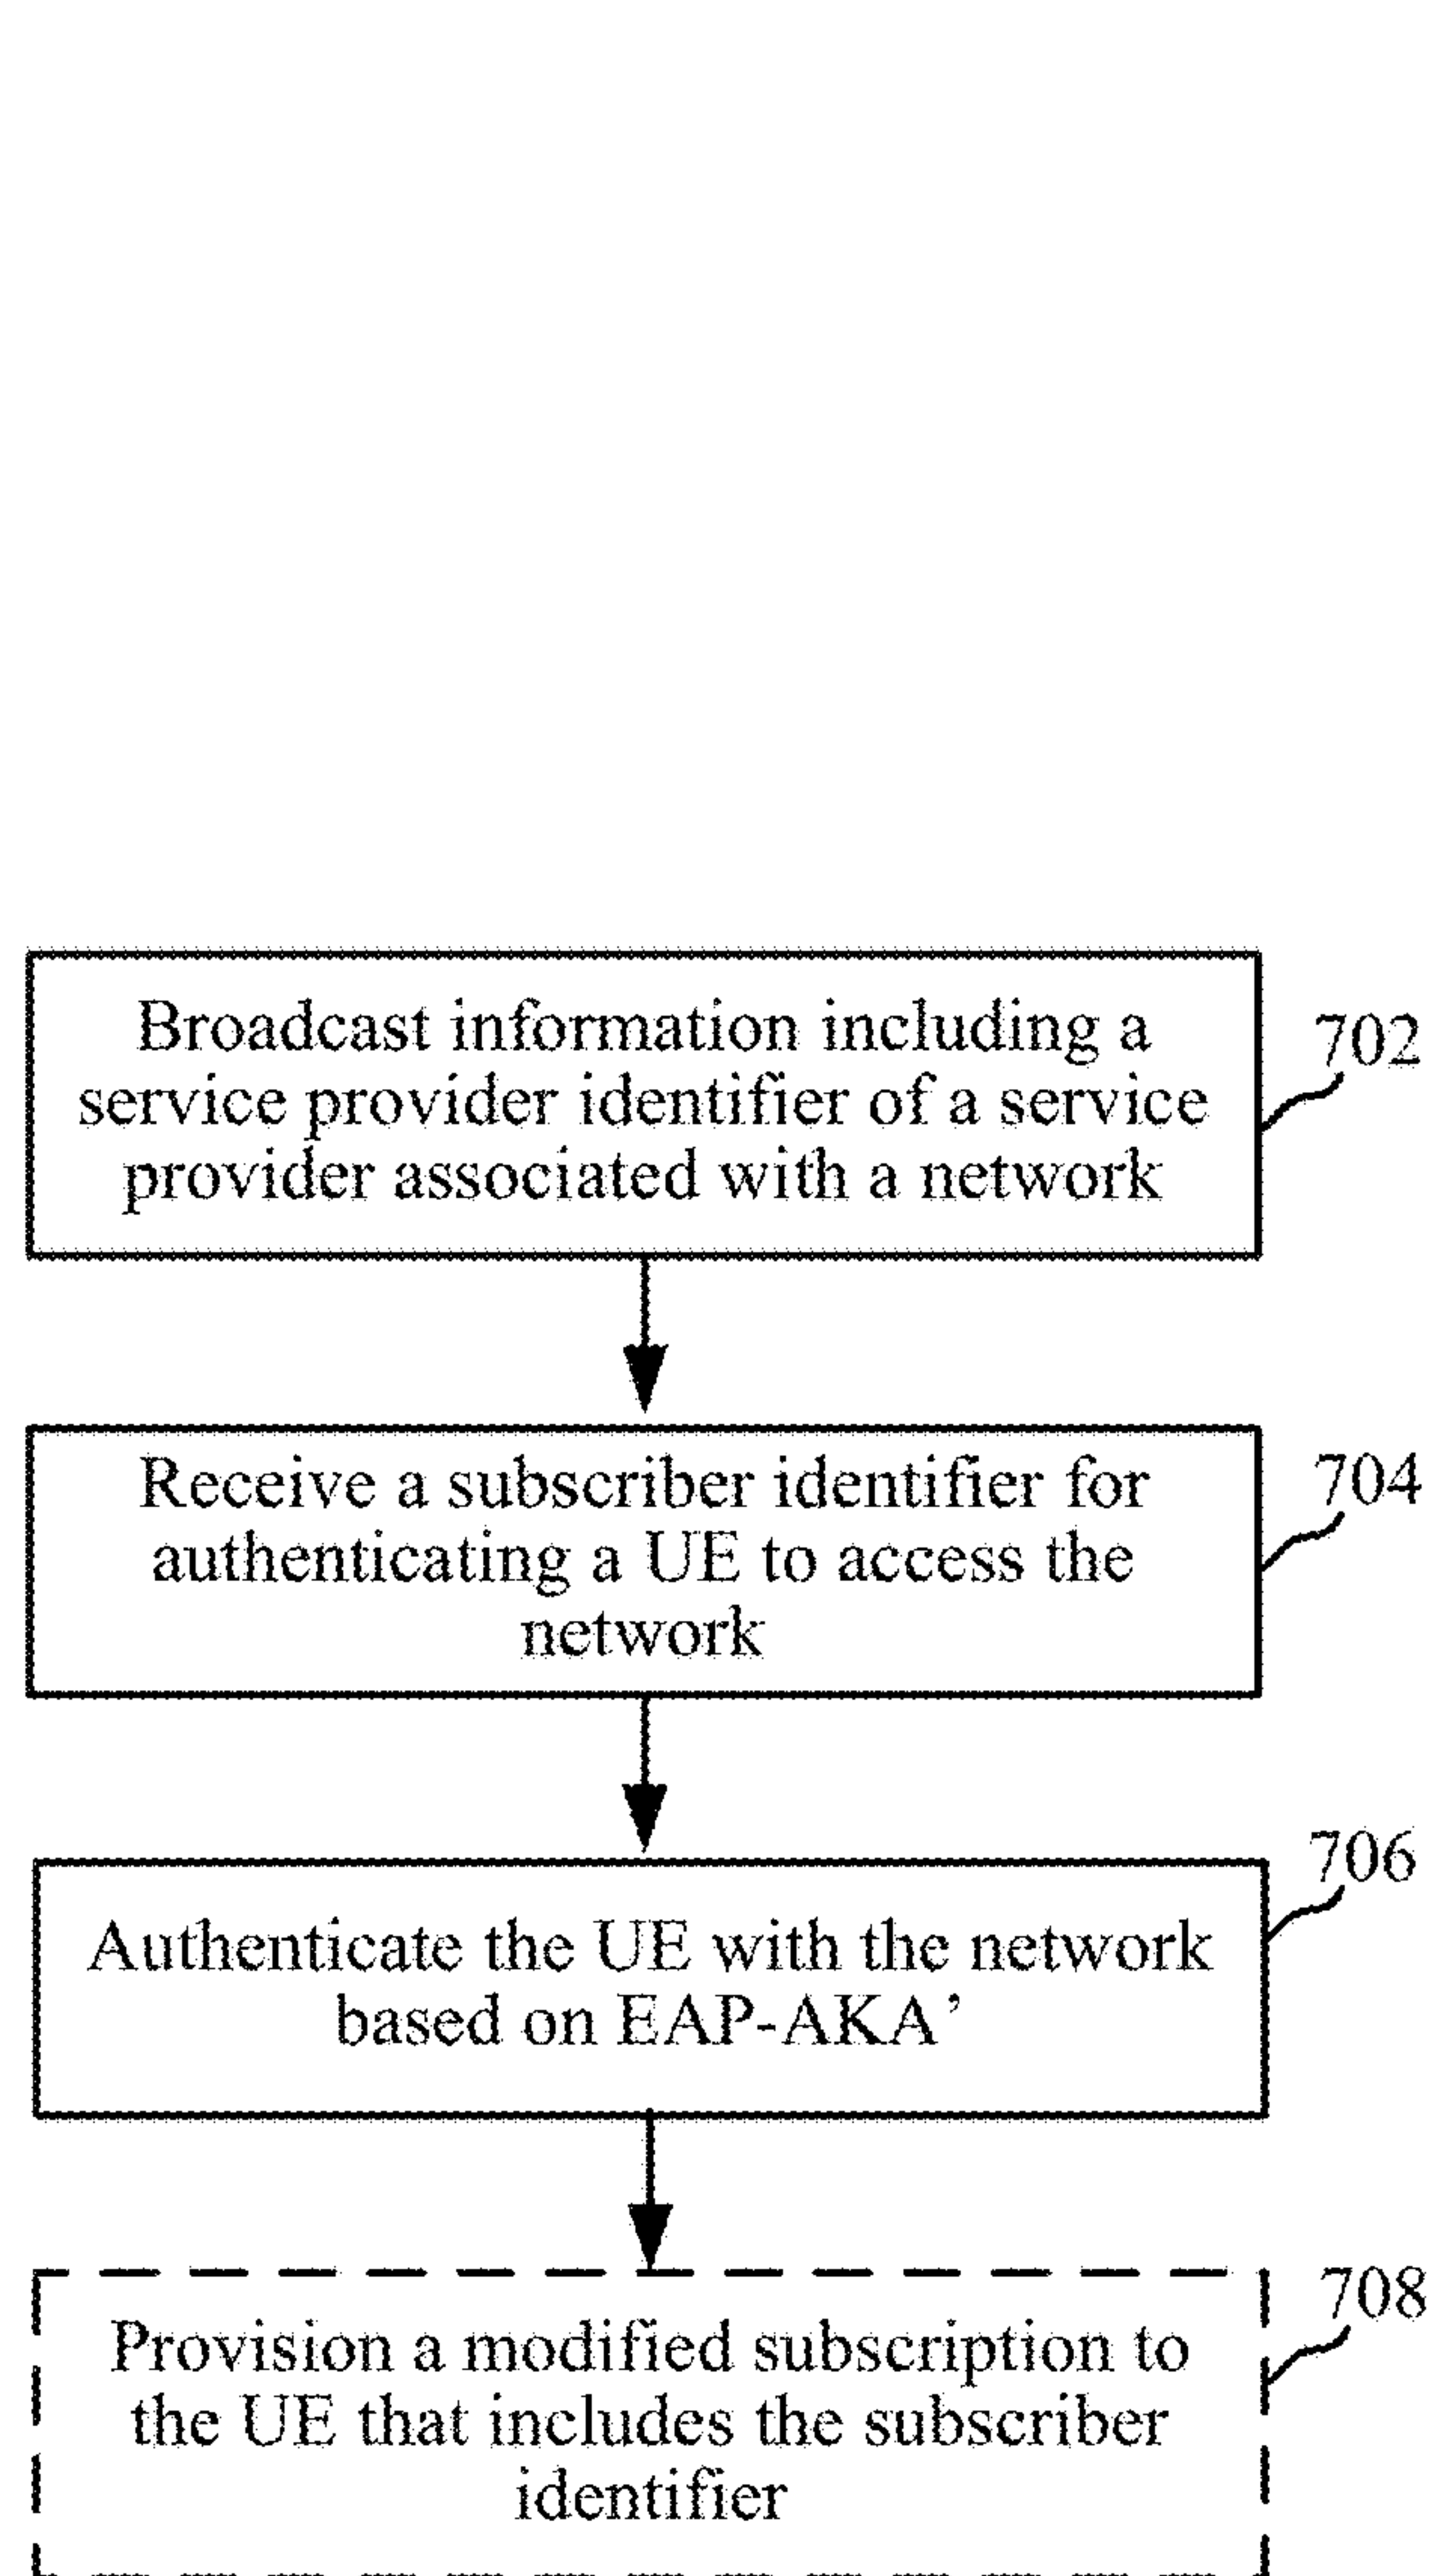 Broadcast information including a
service provider identifier of a service
provider associated with a network
702
Receive a subscriber identifier for
authenticating a UE to access the
network
704
Authenticate the UE with the network
based on EAP-AKA’
706
Provision a modified subscription to
the UE that includes the subscriber
identifier
708